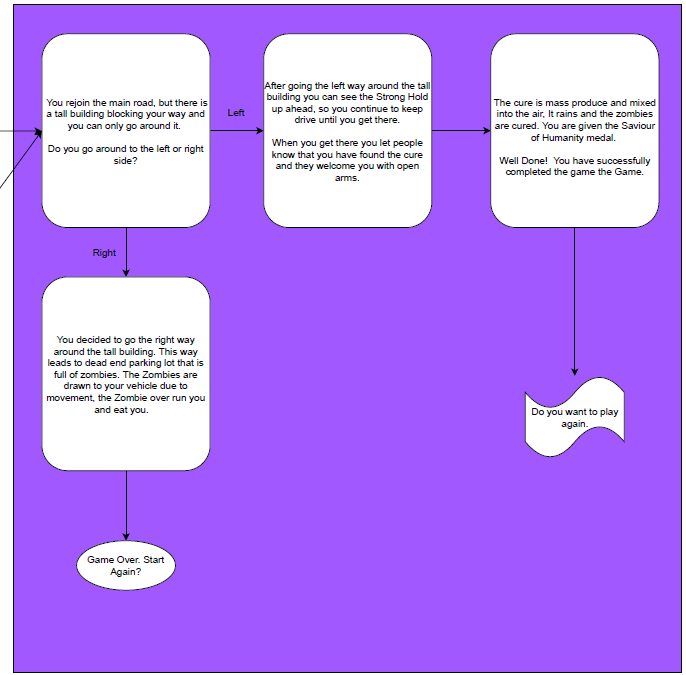 You rejoin the main road, but there is
a tall building blocking your way and
you can only go around it.
Do you go around to the left or right
side?
Left
After going the left way around the tall
building you can see the Strong Hold
up ahead, so you continue to keep
drive until you get there.
When you get there you let people
know that you have found the cure
and they welcome you with open
arms.
The cure is mass produce and mixed
into the air, It rains and the zombies
are cured. You are given the Saviour
of Humanity medal.
Well Done!  You have successfully
completed the game the Game.
Right
You decided to go the right way
around the tall building. This way
leads to dead end parking lot that is
full of zombies. The Zombies are
drawn to your vehicle due to
movement, the Zombie over run you
and eat you.
Do you want to play
again.
Game Over. Start
Again?